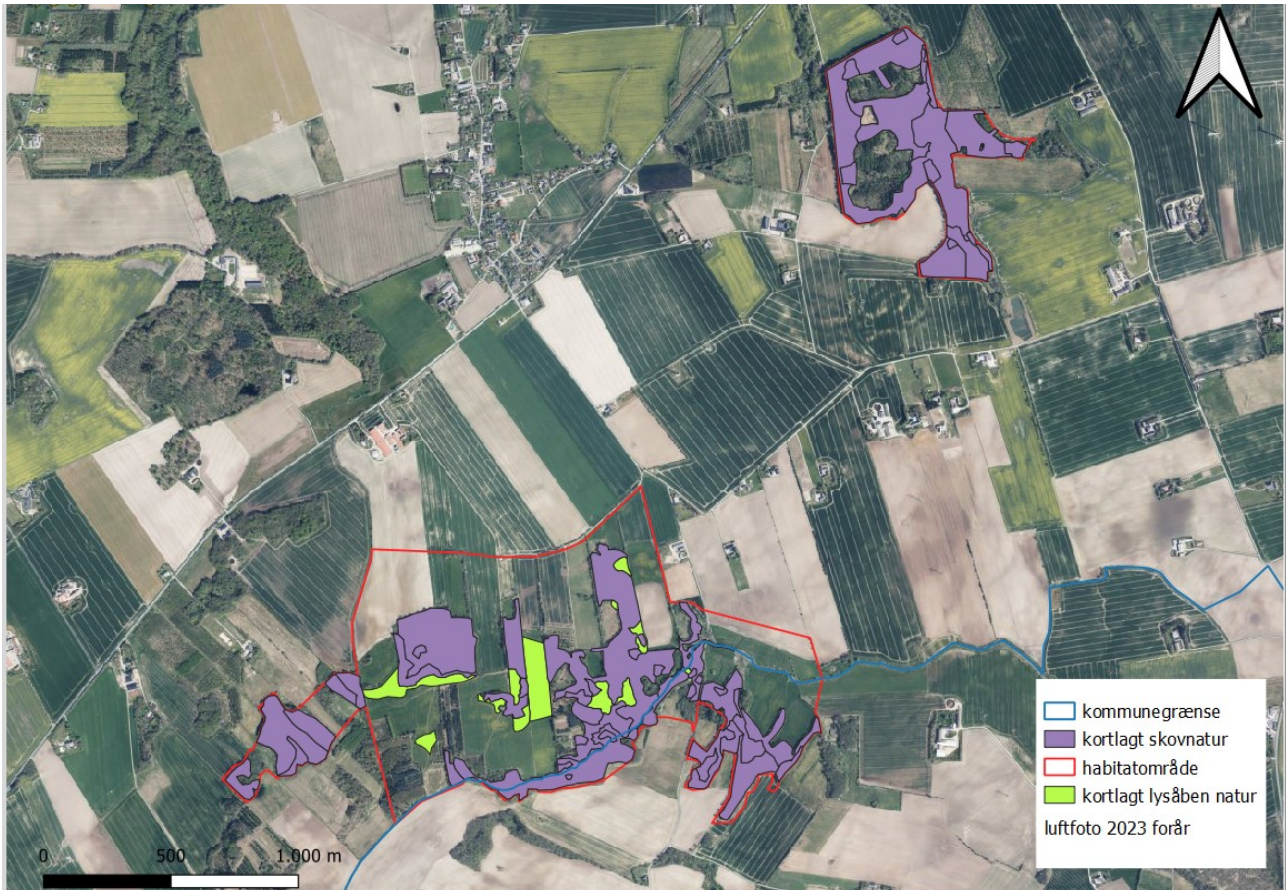 kommunegrænse
kortlagt skovnatur
habitatområde
kortlagt lysåben natur
luftfoto 2023 forår
0 500 1.000 m